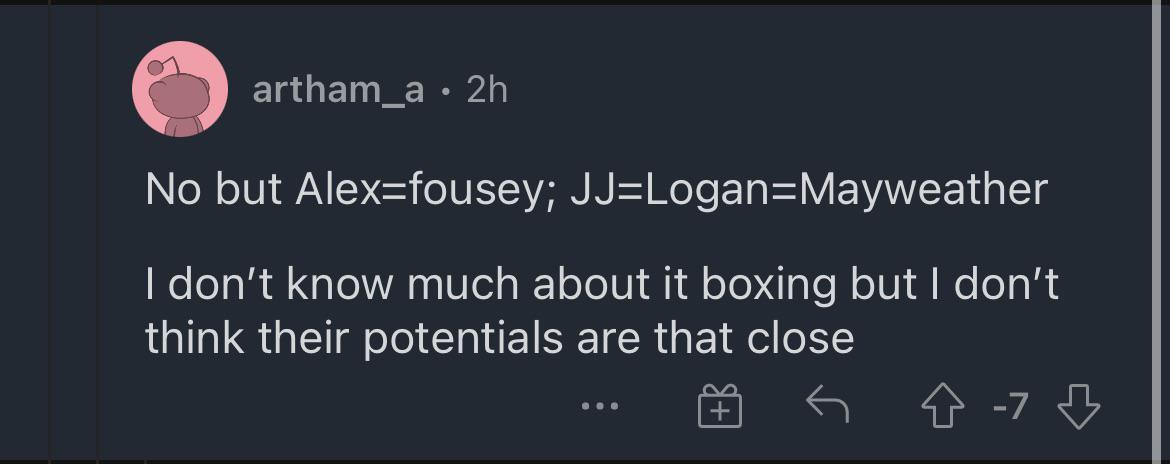 artham_a • 2h
No but Alex=fousey; JJ=Logan=Mayweather
I don’t know much about it boxing but I don’t
think their potentials are that close
-7